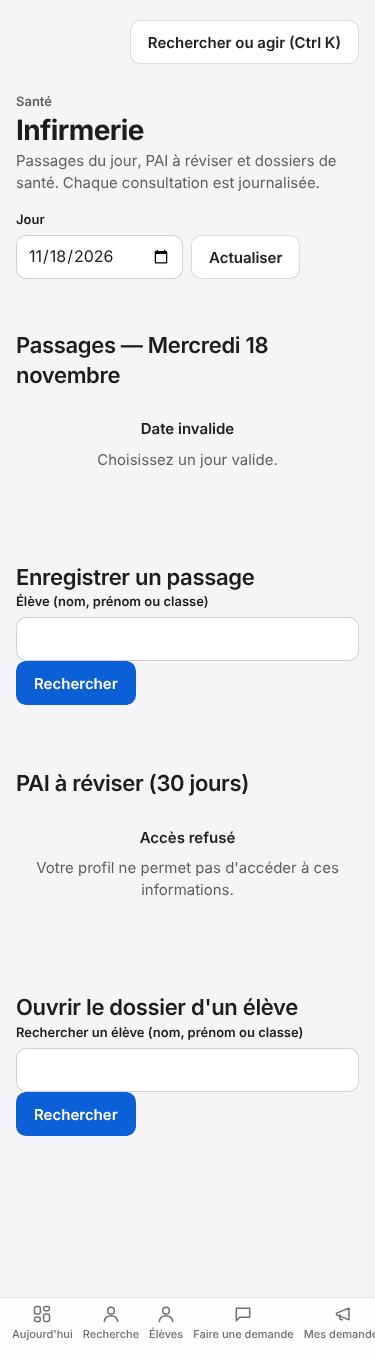 Rechercher ou agir (Ctrl K)
Santé
Infirmerie
Passages du jour, PAI à réviser et dossiers de
santé. Chaque consultation est journalisée.
Jour
11/18/2026
Actualiser
Passages — Mercredi 18
novembre
Date invalide
Choisissez un jour valide.
Enregistrer un passage
Élève (nom, prénom ou classe)
Rechercher
PAI à réviser (30 jours)
Accès refusé
Votre profil ne permet pas d'accéder à ces
informations.
Ouvrir le dossier d'un élève
Rechercher un élève (nom, prénom ou classe)
Rechercher
Aujourd'hui
Recherche
Élèves
Faire une demande
Mes demande